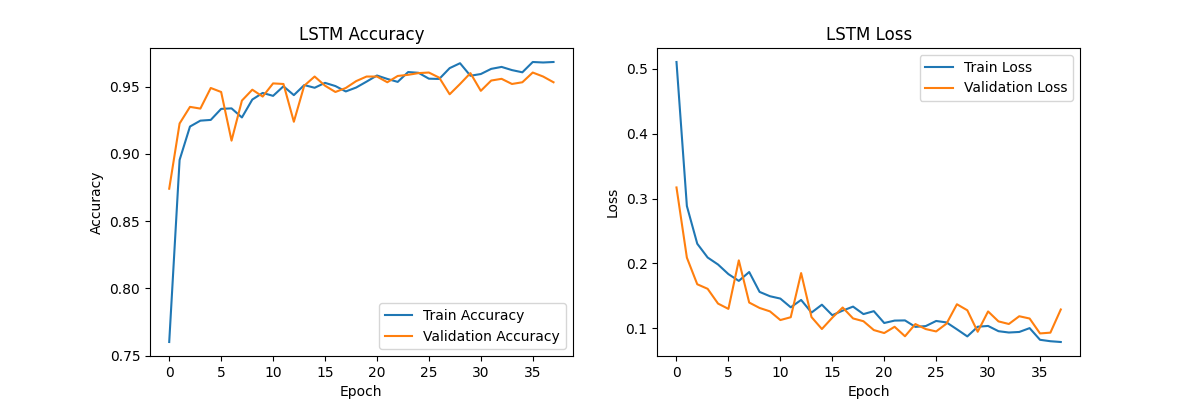 LSTM Accuracy
Accuracy
0.95
0.90
0.85
0.80
0.75
Train Accuracy
Validation Accuracy
0 5 10 15 20 25 30 35
Epoch
LSTM Loss
Loss
0.5
0.4
0.3
0.2
0.1
Train Loss
Validation Loss
0 5 10 15 20 25 30 35
Epoch